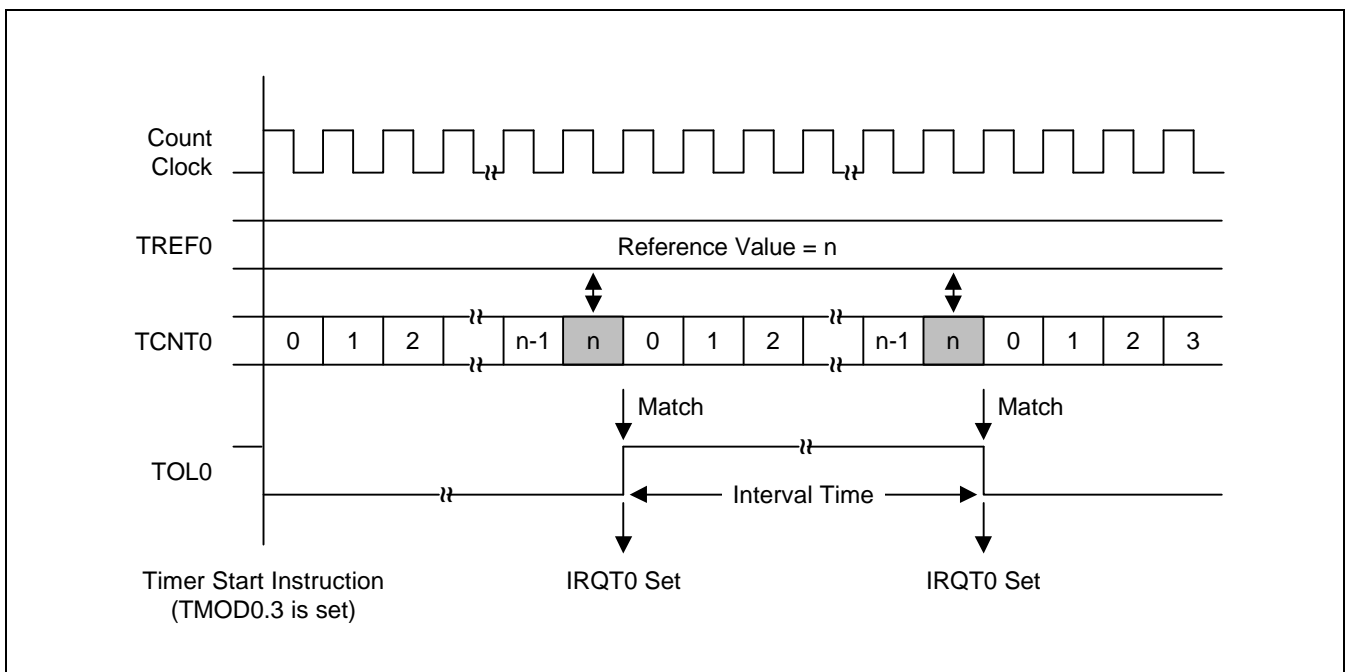 Count
Clock
TREF0
Reference Value = n
TCNT0 0 1 2 n-1 n 0 1 2 n-1 n 0 1 2 3
Match Match
TOL0
Interval Time
Timer Start Instruction
(TMOD0.3 is set)
IRQT0 Set IRQT0 Set